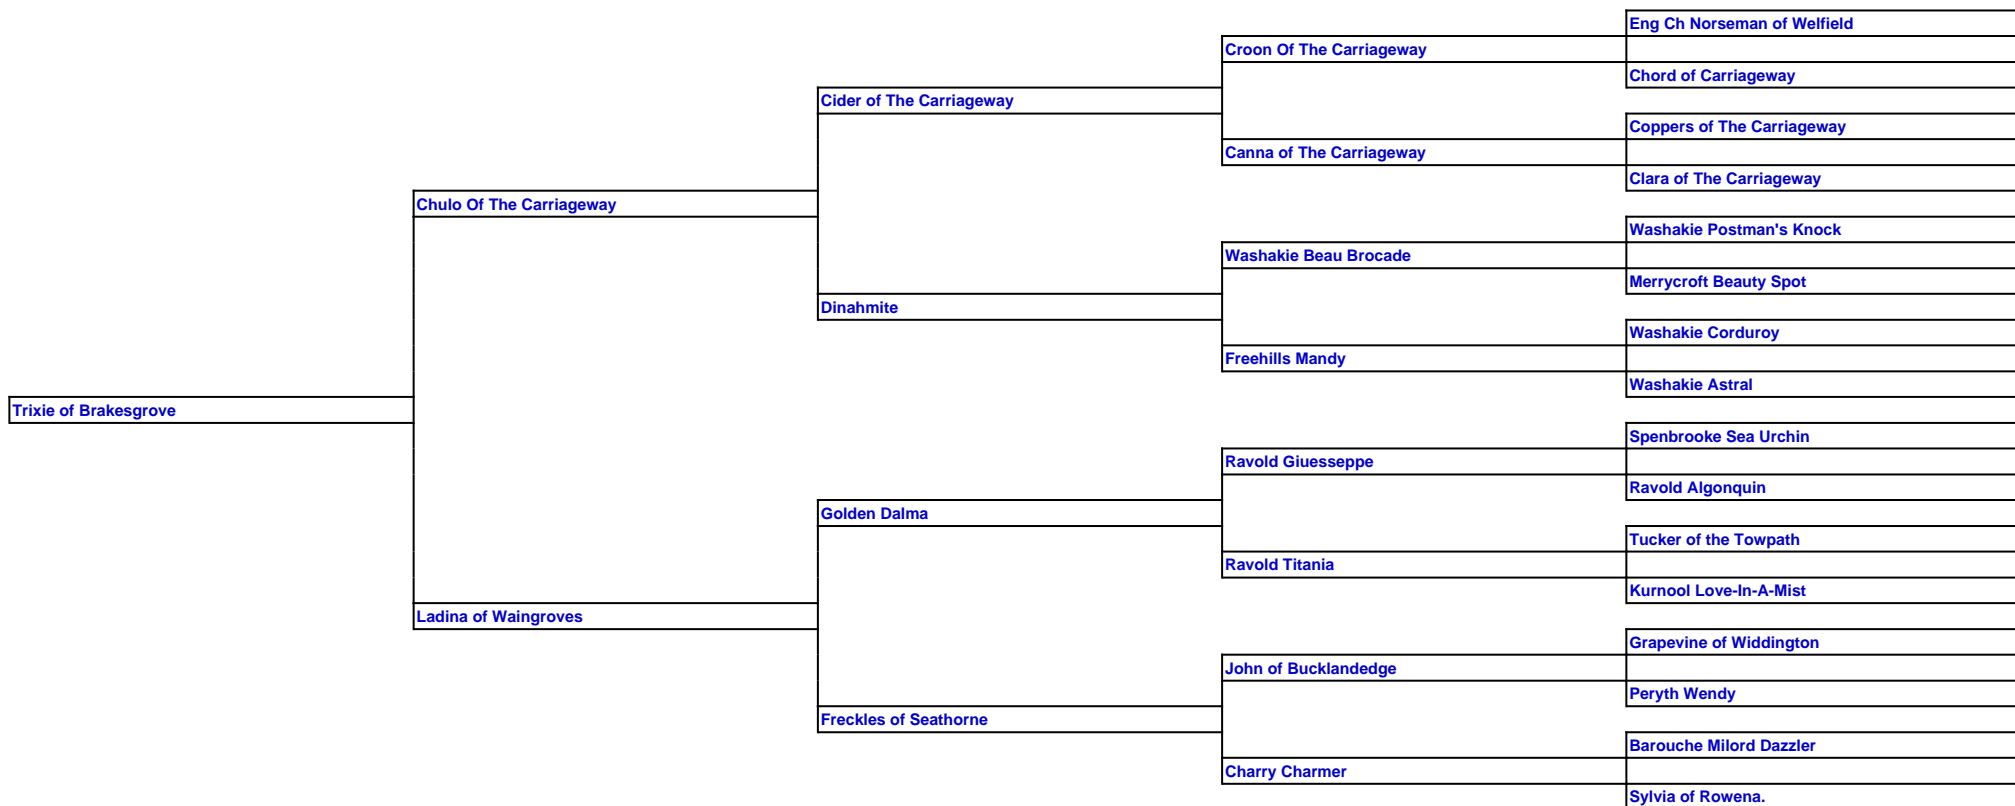 Eng Ch Norseman of Welfield
Croon Of The Carriageway
Chord of Carriageway
Cider of The Carriageway
Coppers of The Carriageway
Canna of The Carriageway
Clara of The Carriageway
Chulo Of The Carriageway
Washakie Postman's Knock
Washakie Beau Brocade
Merrycroft Beauty Spot
Dinahmite
Washakie Corduroy
Freehills Mandy
Washakie Astral
Trixie of Brakesgrove
Spenbrooke Sea Urchin
Ravold Giuesseppe
Ravold Algonquin
Golden Dalma
Tucker of the Towpath
Ravold Titania
Kurnool Love-In-A-Mist
Ladina of Waingroves
Grapevine of Widdington
John of Bucklandedge
Peryth Wendy
Freckles of Seathorne
Barouche Milord Dazzler
Charry Charmer
Sylvia of Rowena.